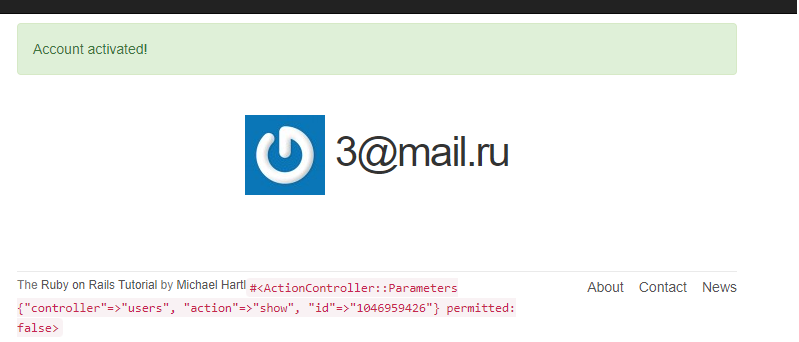 Account activated!
3@mail.ru
The Ruby on Rails Tutorial by Michael Hartl #<ActionController::Parameters
{"controller"=>"users", "action"=>"show", "id"=>"1046959426"} permitted:
false>
About Contact News